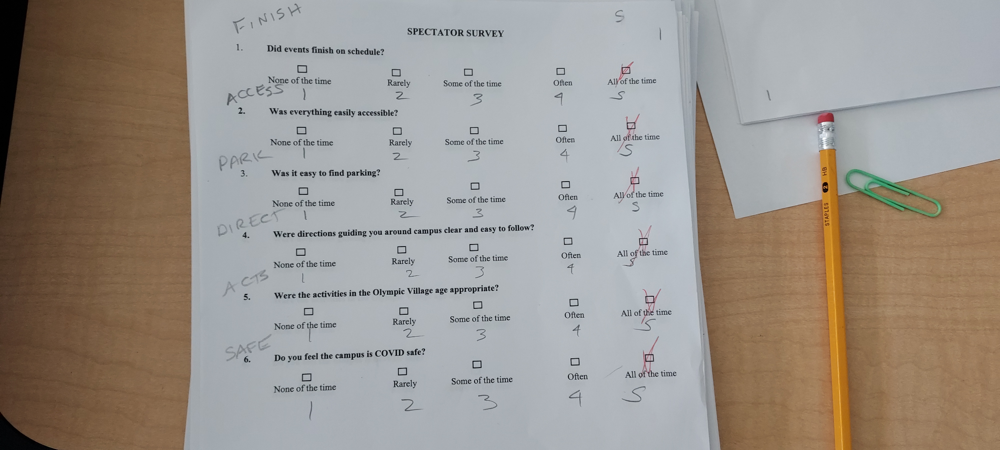 FINISH
S
SPECTATOR SURVEY
1
1. Did events finish on schedule?
None of the time Rarely Some of the time Often All of the time
ACCESS 1 2 3 4 5
2. Was everything easily accessible?
None of the time Rarely Some of the time Often All of the time
PARK 1 2 3 4 5
3. Was it easy to find parking?
None of the time Rarely Some of the time Often All of the time
DIRECT 1 2 3 4 5
4. Were directions guiding you around campus clear and easy to follow?
None of the time Rarely Some of the time Often All of the time
ACTS 1 2 3 4 5
5. Were the activities in the Olympic Village age appropriate?
None of the time Rarely Some of the time Often All of the time
SAFE 1 2 3 4 5
6. Do you feel the campus is COVID safe?
None of the time Rarely Some of the time Often All of the time
1 2 3 4 5
1
STAPLES 2 HB